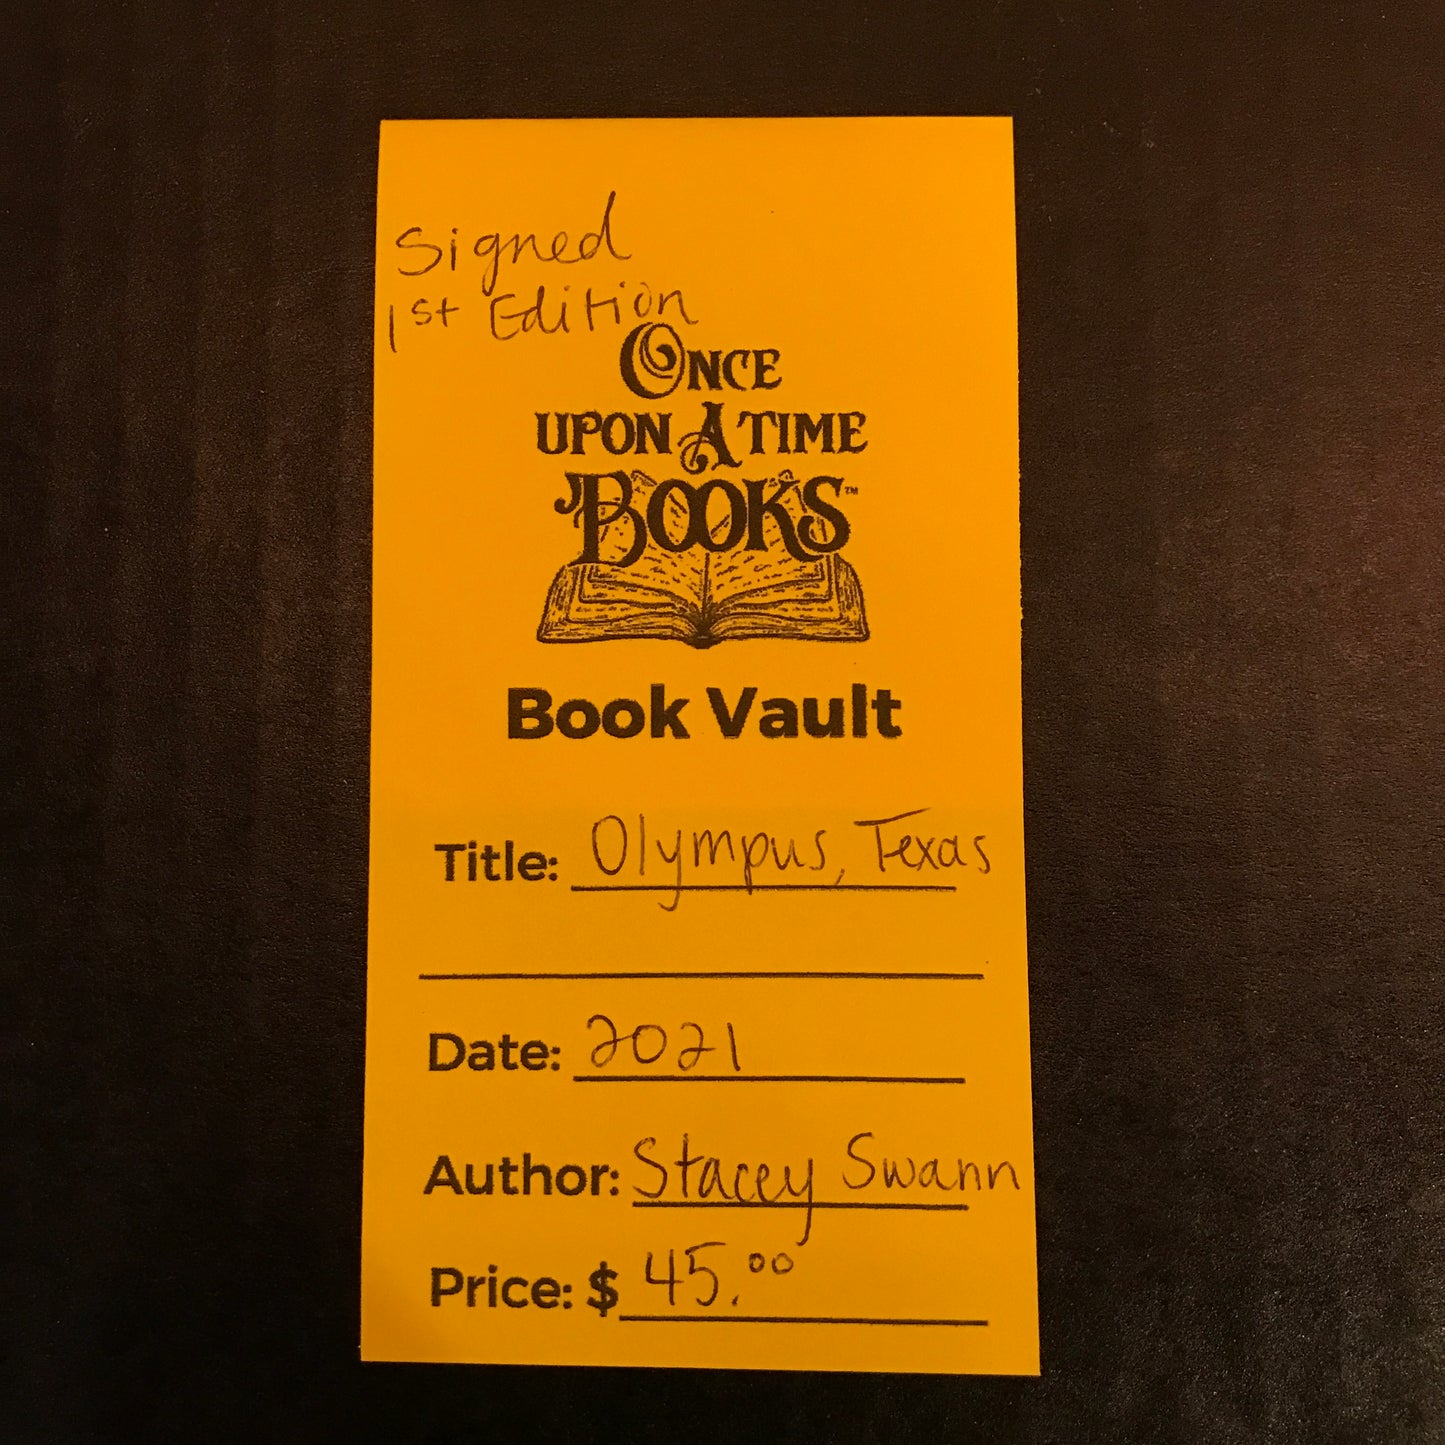 Signed
1st Edition
ONCE
UPON A TIME
BOOKS™
Book Vault
Title: Olympus, Texas
Date: 2021
Author: Stacey Swann
Price: $ 45.00